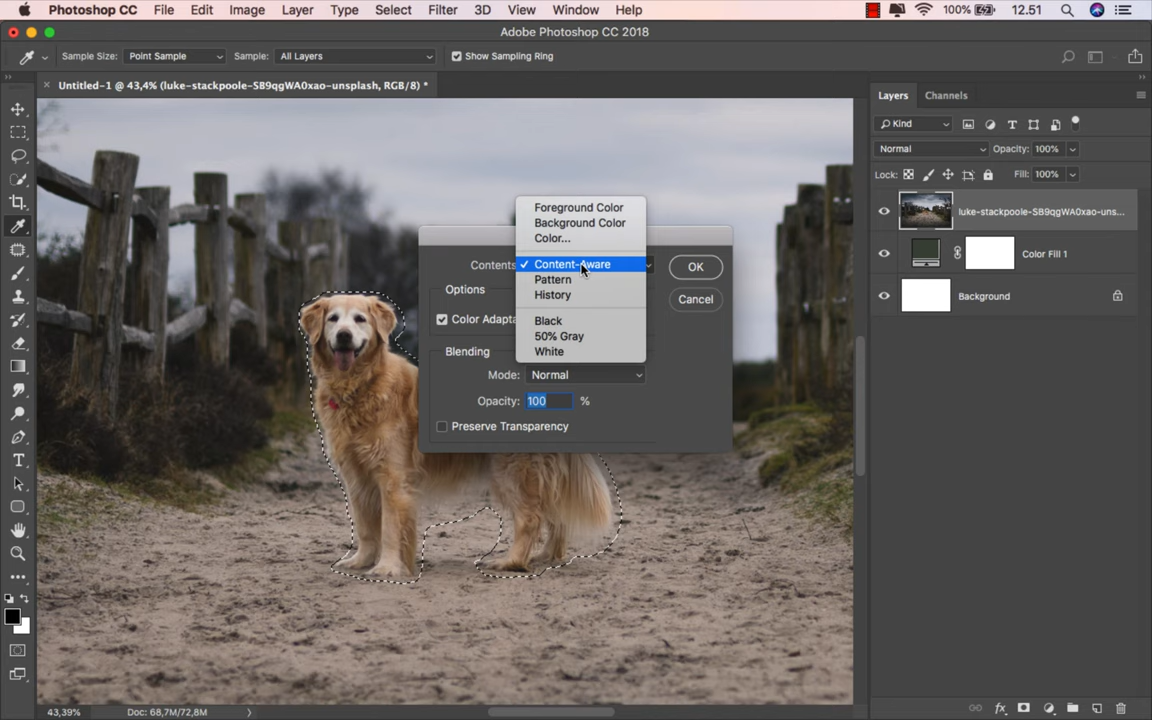 Photoshop CC File Edit Image Layer Type Select Filter 3D View Window Help 100% 12.51
Adobe Photoshop CC 2018
Sample Size: Point Sample Sample: All Layers Show Sampling Ring
Untitled-1 @ 43,4% (luke-stackpoole-SB9qgWA0xao-unsplash, RGB/8) *
Layers Channels
Kind
Normal Opacity: 100%
Lock: Fill: 100%
luke-stackpoole-SB9qgWA0xao-uns...
Color Fill 1
Background
Foreground Color
Background Color
Color...
Contents ✓ Content-Aware OK
Pattern
Options History Cancel
Color Adapta Black
50% Gray
Blending White
Mode: Normal
Opacity: 100 %
Preserve Transparency
T
43,39% Doc: 68,7M/72,8M
fx